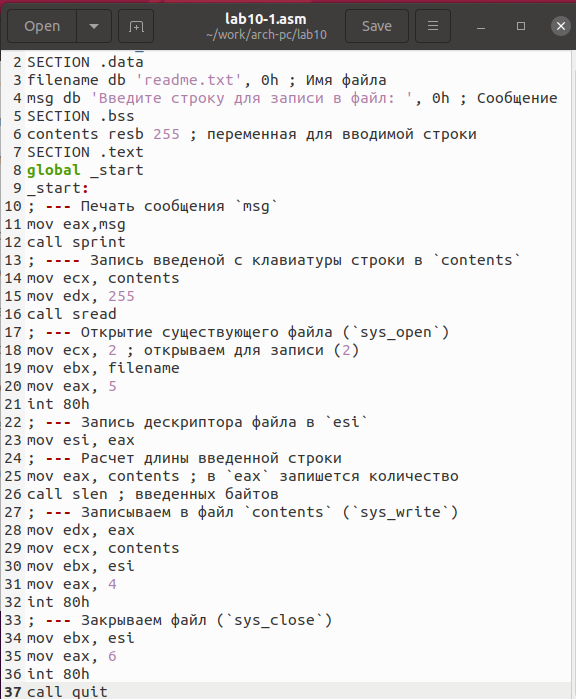 Open
lab10-1.asm
~/work/arch-pc/lab10
Save
2 SECTION .data
3 filename db 'readme.txt', 0h ; Имя файла
4 msg db 'Введите строку для записи в файл: ', 0h ; Сообщение
5 SECTION .bss
6 contents resb 255 ; переменная для вводимой строки
7 SECTION .text
8 global _start
9 _start:
10 ; --- Печать сообщения `msg`
11 mov eax,msg
12 call sprint
13 ; ---- Запись введеной с клавиатуры строки в `contents`
14 mov ecx, contents
15 mov edx, 255
16 call sread
17 ; --- Открытие существующего файла (`sys_open`)
18 mov ecx, 2 ; открываем для записи (2)
19 mov ebx, filename
20 mov eax, 5
21 int 80h
22 ; --- Запись дескриптора файла в `esi`
23 mov esi, eax
24 ; --- Расчет длины введенной строки
25 mov eax, contents ; в `eax` запишется количество
26 call slen ; введенных байтов
27 ; --- Записываем в файл `contents` (`sys_write`)
28 mov edx, eax
29 mov ecx, contents
30 mov ebx, esi
31 mov eax, 4
32 int 80h
33 ; --- Закрываем файл (`sys_close`)
34 mov ebx, esi
35 mov eax, 6
36 int 80h
37 call quit